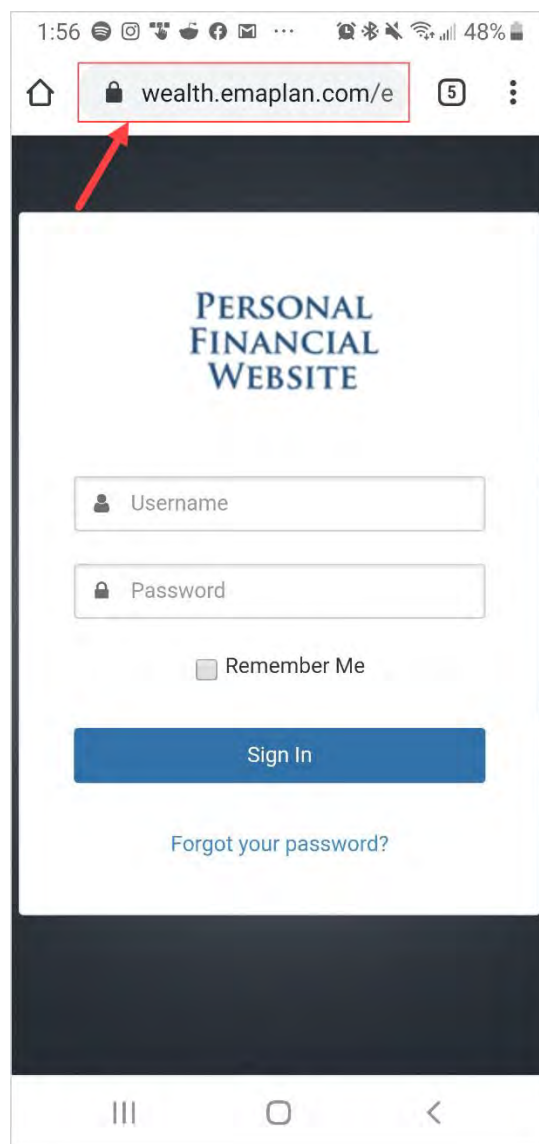 1:56 48%
wealth.emaplan.com/e 5
PERSONAL
FINANCIAL
WEBSITE
Username
Password
Remember Me
Sign In
Forgot your password?